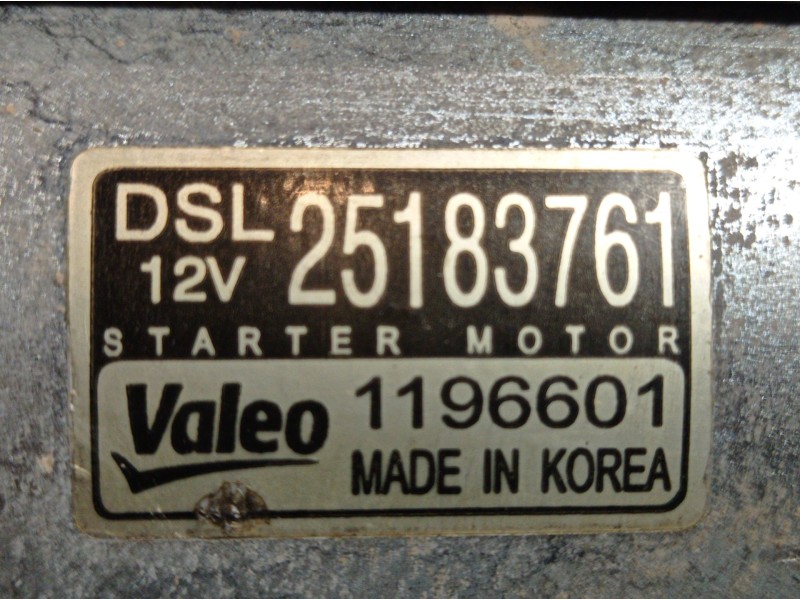 DSL 25183761
12V
STARTER MOTOR
Valeo 1196601
MADE IN KOREA